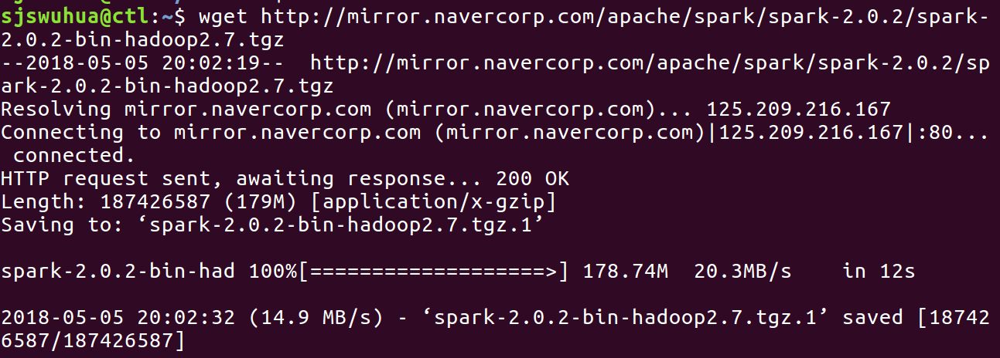 sjswuhua@ctl:~$ wget http://mirror.navercorp.com/apache/spark/spark-2.0.2/spark-
2.0.2-bin-hadoop2.7.tgz
--2018-05-05 20:02:19--  http://mirror.navercorp.com/apache/spark/spark-2.0.2/sp
ark-2.0.2-bin-hadoop2.7.tgz
Resolving mirror.navercorp.com (mirror.navercorp.com)... 125.209.216.167
Connecting to mirror.navercorp.com (mirror.navercorp.com)|125.209.216.167|:80...
 connected.
HTTP request sent, awaiting response... 200 OK
Length: 187426587 (179M) [application/x-gzip]
Saving to: ‘spark-2.0.2-bin-hadoop2.7.tgz.1’

spark-2.0.2-bin-had 100%[===================>] 178.74M  20.3MB/s    in 12s

2018-05-05 20:02:32 (14.9 MB/s) - ‘spark-2.0.2-bin-hadoop2.7.tgz.1’ saved [18742
6587/187426587]